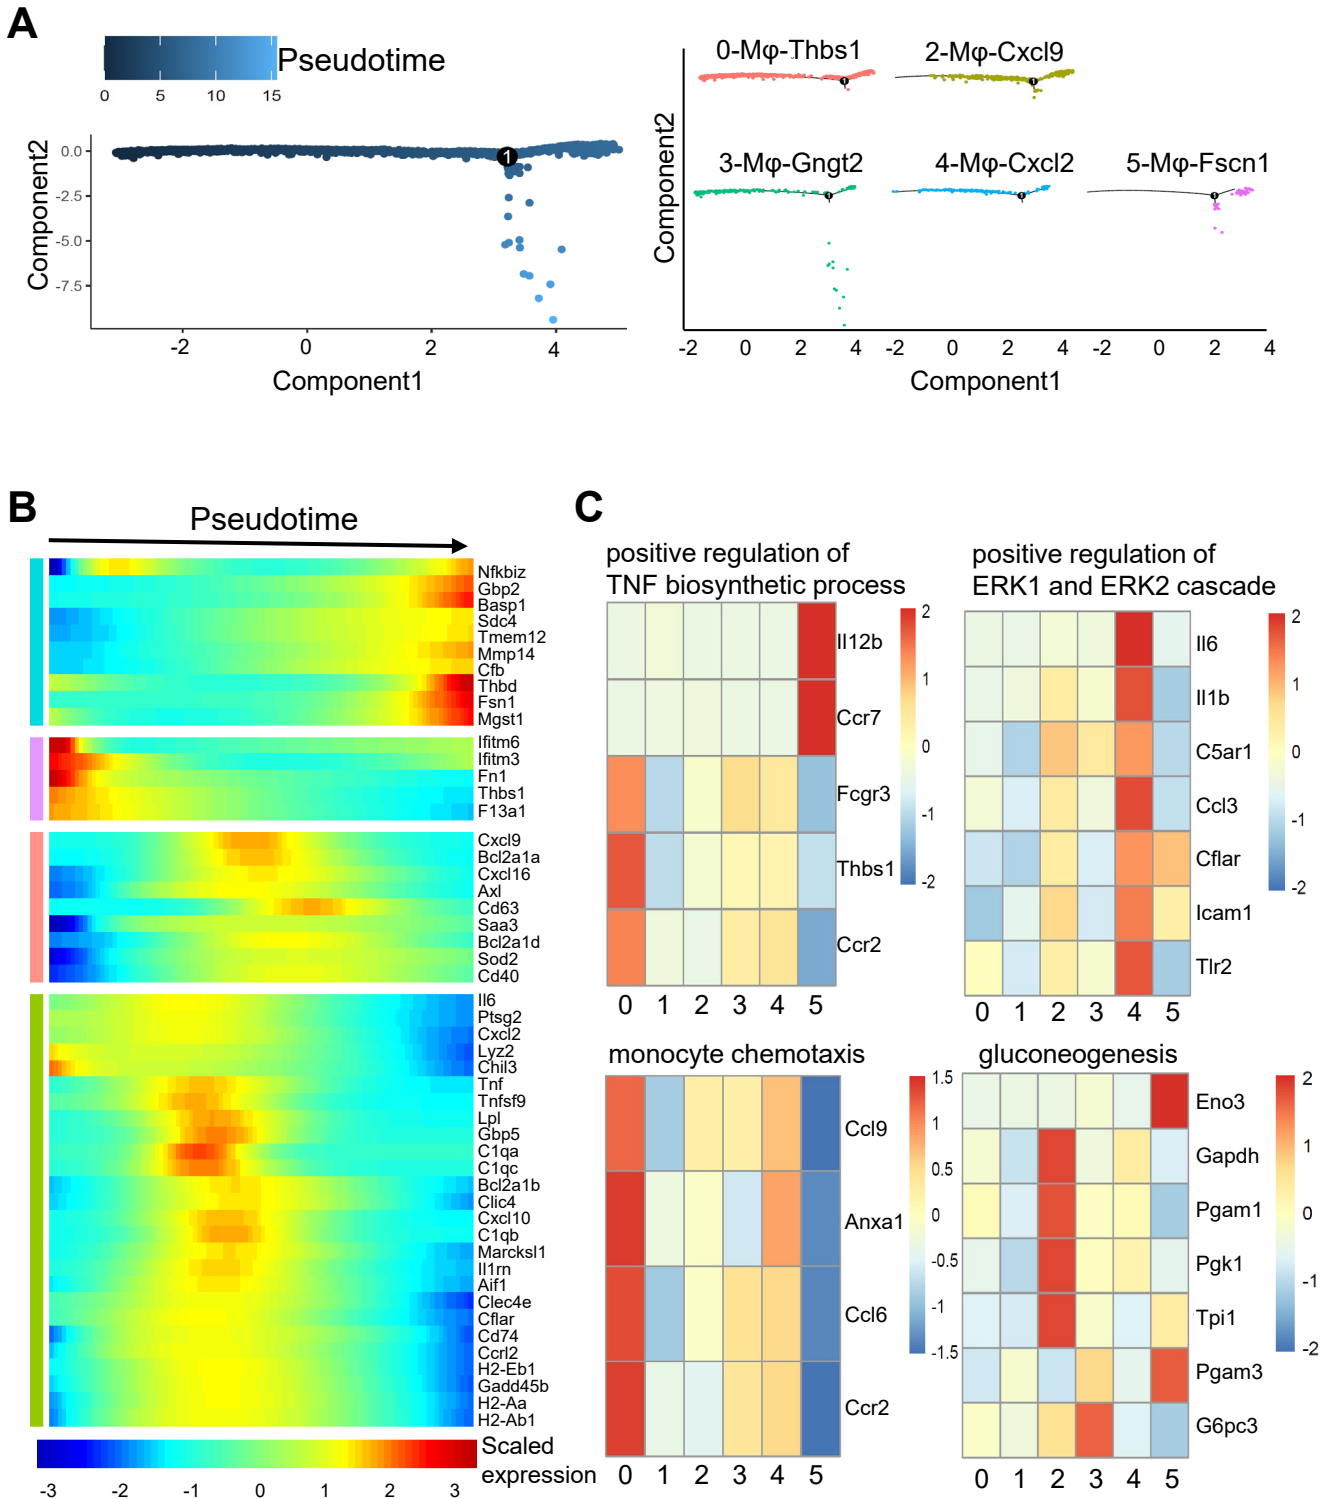 A
Pseudotime
0 5 10 15
Component2
0.0
-2.5
-5.0
-7.5
1
-2 0 2 4
Component1
Component2
0-Mφ-Thbs1
2-Mφ-Cxcl9
3-Mφ-Gngt2
4-Mφ-Cxcl2
5-Mφ-Fscn1
1
1
1
1
1
-2 0 2 4 -2 0 2 4 -2 0 2 4
Component1
B
Pseudotime
Nfkbiz
Gbp2
Basp1
Sdc4
Tmem12
Mmp14
Cfb
Thbd
Fsn1
Mgst1
Ifitm6
Ifitm3
Fn1
Thbs1
F13a1
Cxcl9
Bcl2a1a
Cxcl16
Axl
Cd63
Saa3
Bcl2a1d
Sod2
Cd40
Il6
Ptsg2
Cxcl2
Lyz2
Chil3
Tnf
Tnfsf9
Lpl
Gbp5
C1qa
C1qc
Bcl2a1b
Clic4
Cxcl10
C1qb
Marcksl1
Il1rn
Aif1
Clec4e
Cflar
Cd74
Ccrl2
H2-Eb1
Gadd45b
H2-Aa
H2-Ab1
Scaled
expression
-3 -2 -1 0 1 2 3
C
positive regulation of
TNF biosynthetic process
Il12b
Ccr7
Fcgr3
Thbs1
Ccr2
0 1 2 3 4 5
2
1
0
-1
-2
positive regulation of
ERK1 and ERK2 cascade
Il6
Il1b
C5ar1
Ccl3
Cflar
Icam1
Tlr2
0 1 2 3 4 5
2
1
0
-1
-2
monocyte chemotaxis
Ccl9
Anxa1
Ccl6
Ccr2
0 1 2 3 4 5
1.5
1
0.5
0
-0.5
-1
-1.5
gluconeogenesis
Eno3
Gapdh
Pgam1
Pgk1
Tpi1
Pgam3
G6pc3
0 1 2 3 4 5
2
1
0
-1
-2